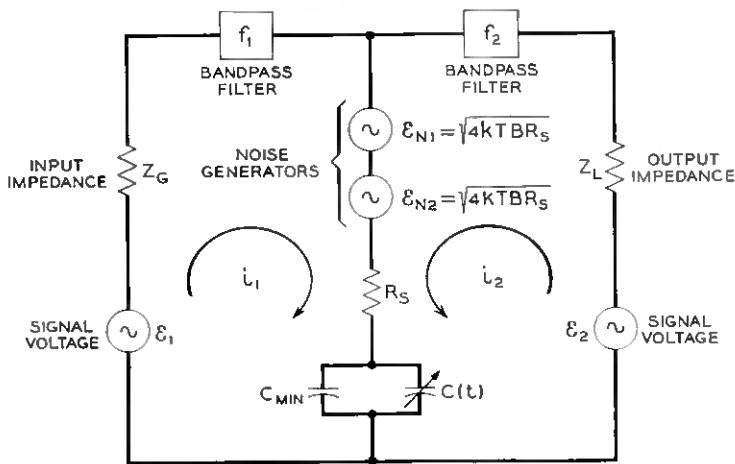 f₁
f₂
BANDPASS
FILTER
BANDPASS
FILTER
ℰN1 = √4kTBRS
NOISE
GENERATORS
ℰN2 = √4kTBRS
INPUT
IMPEDANCE
ZG
ZL
OUTPUT
IMPEDANCE
i₁
i₂
RS
SIGNAL
VOLTAGE
ℰ₁
ℰ₂
SIGNAL
VOLTAGE
CMIN
C(t)